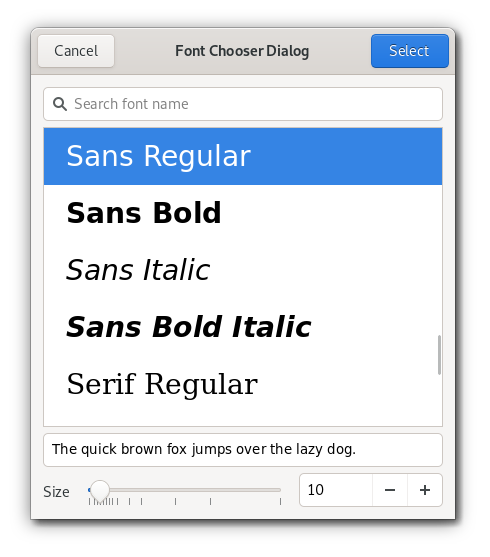 Cancel Font Chooser Dialog Select
Search font name
Sans Regular
Sans Bold
Sans Italic
Sans Bold Italic
Serif Regular
The quick brown fox jumps over the lazy dog.
Size 10 − +